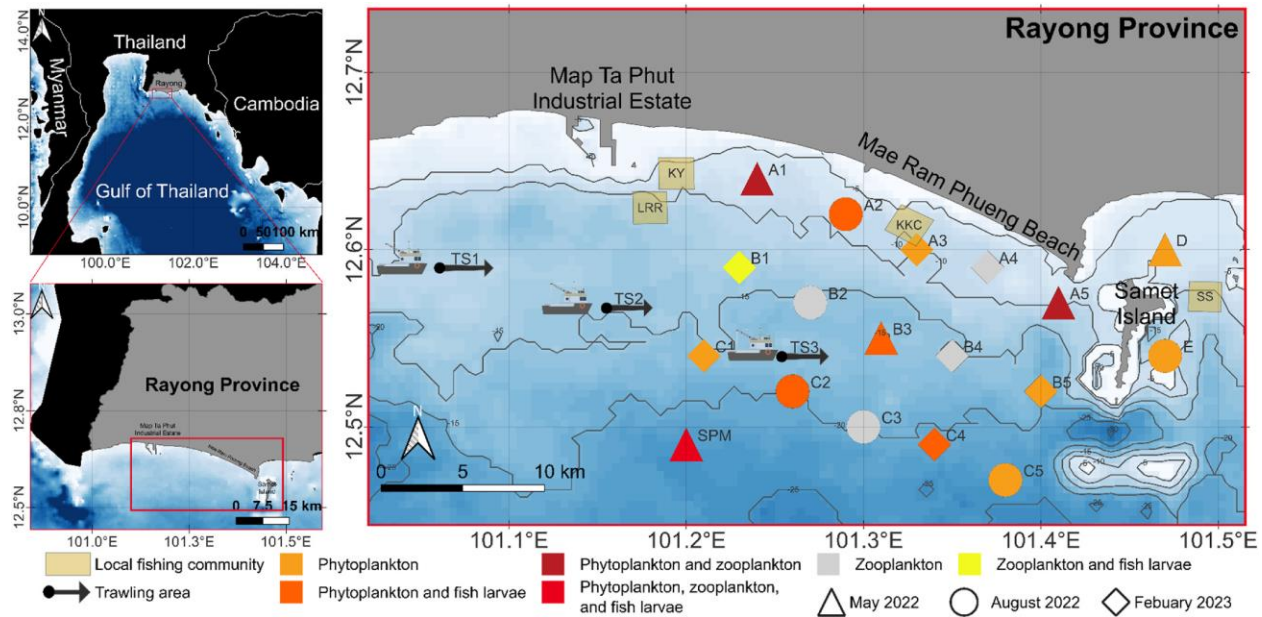 14.0°N
12.0°N
10.0°N
Thailand
Myanmar
Rayong
Cambodia
Gulf of Thailand
0 50100 km
100.0°E
102.0°E
104.0°E
13.0°N
12.8°N
12.5°N
Rayong Province
Map Ta Phut
Industrial Estate
Mae Ram Phueng Beach
Samet
Island
0 7.5 15 km
101.0°E
101.3°E
101.5°E
Rayong Province
12.7°N
12.6°N
12.5°N
Map Ta Phut
Industrial Estate
Mae Ram Phueng Beach
KY
A1
LRR
A2
KKC
A3
D
TS1
B1
A4
SS
TS2
B2
A5
Samet
Island
C1
TS3
B3
B4
E
C2
B5
N
SPM
C3
C4
C5
0 5 10 km
101.1°E
101.2°E
101.3°E
101.4°E
101.5°E
Local fishing community
Phytoplankton
Phytoplankton and zooplankton
Zooplankton
Zooplankton and fish larvae
Trawling area
Phytoplankton and fish larvae
Phytoplankton, zooplankton,
and fish larvae
May 2022
August 2022
Febuary 2023